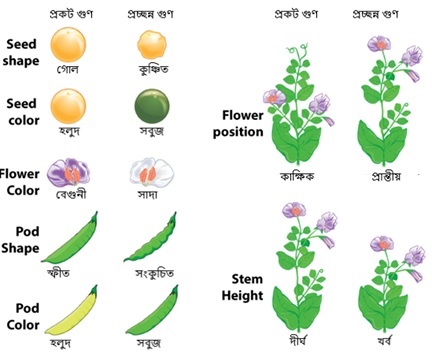 প্রকট গুণ প্রচ্ছন্ন গুণ
Seed shape
গোল কুঞ্চিত
Seed color
হলুদ সবুজ
Flower Color
বেগুনী সাদা
Pod Shape
স্ফীত সংকুচিত
Pod Color
হলুদ সবুজ
প্রকট গুণ প্রচ্ছন্ন গুণ
Flower position
কাক্ষিক প্রান্তীয়
Stem Height
দীর্ঘ খর্ব